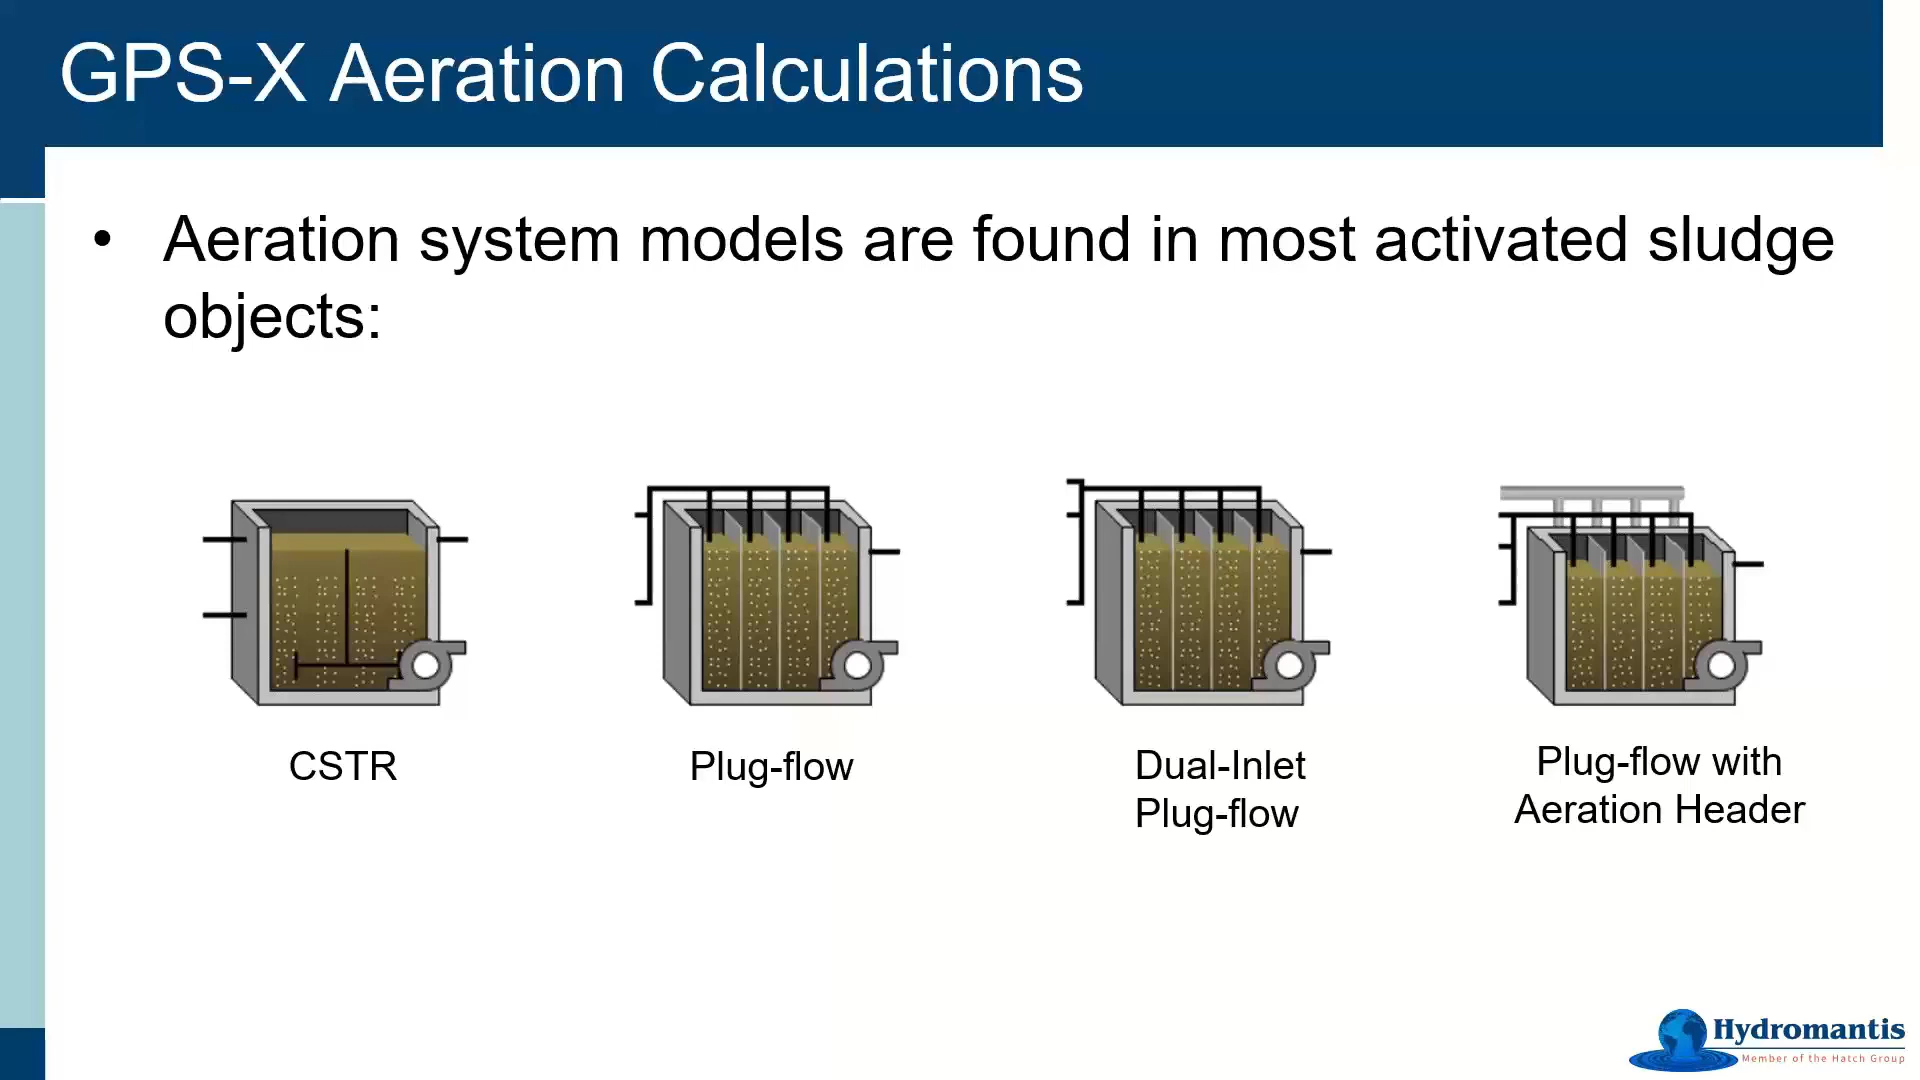 GPS-X Aeration Calculations
• Aeration system models are found in most activated sludge
objects:
CSTR
Plug-flow
Dual-Inlet
Plug-flow
Plug-flow with
Aeration Header
Hydromantis
Member of the Hatch Group